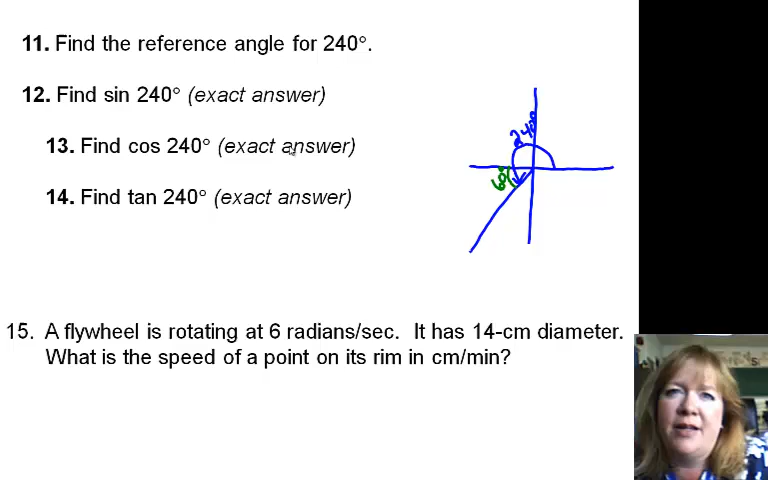 11. Find the reference angle for 240°.
12. Find sin 240° (exact answer)
240°
13. Find cos 240° (exact answer)
60°
14. Find tan 240° (exact answer)
15. A flywheel is rotating at 6 radians/sec. It has 14-cm diameter.
What is the speed of a point on its rim in cm/min?